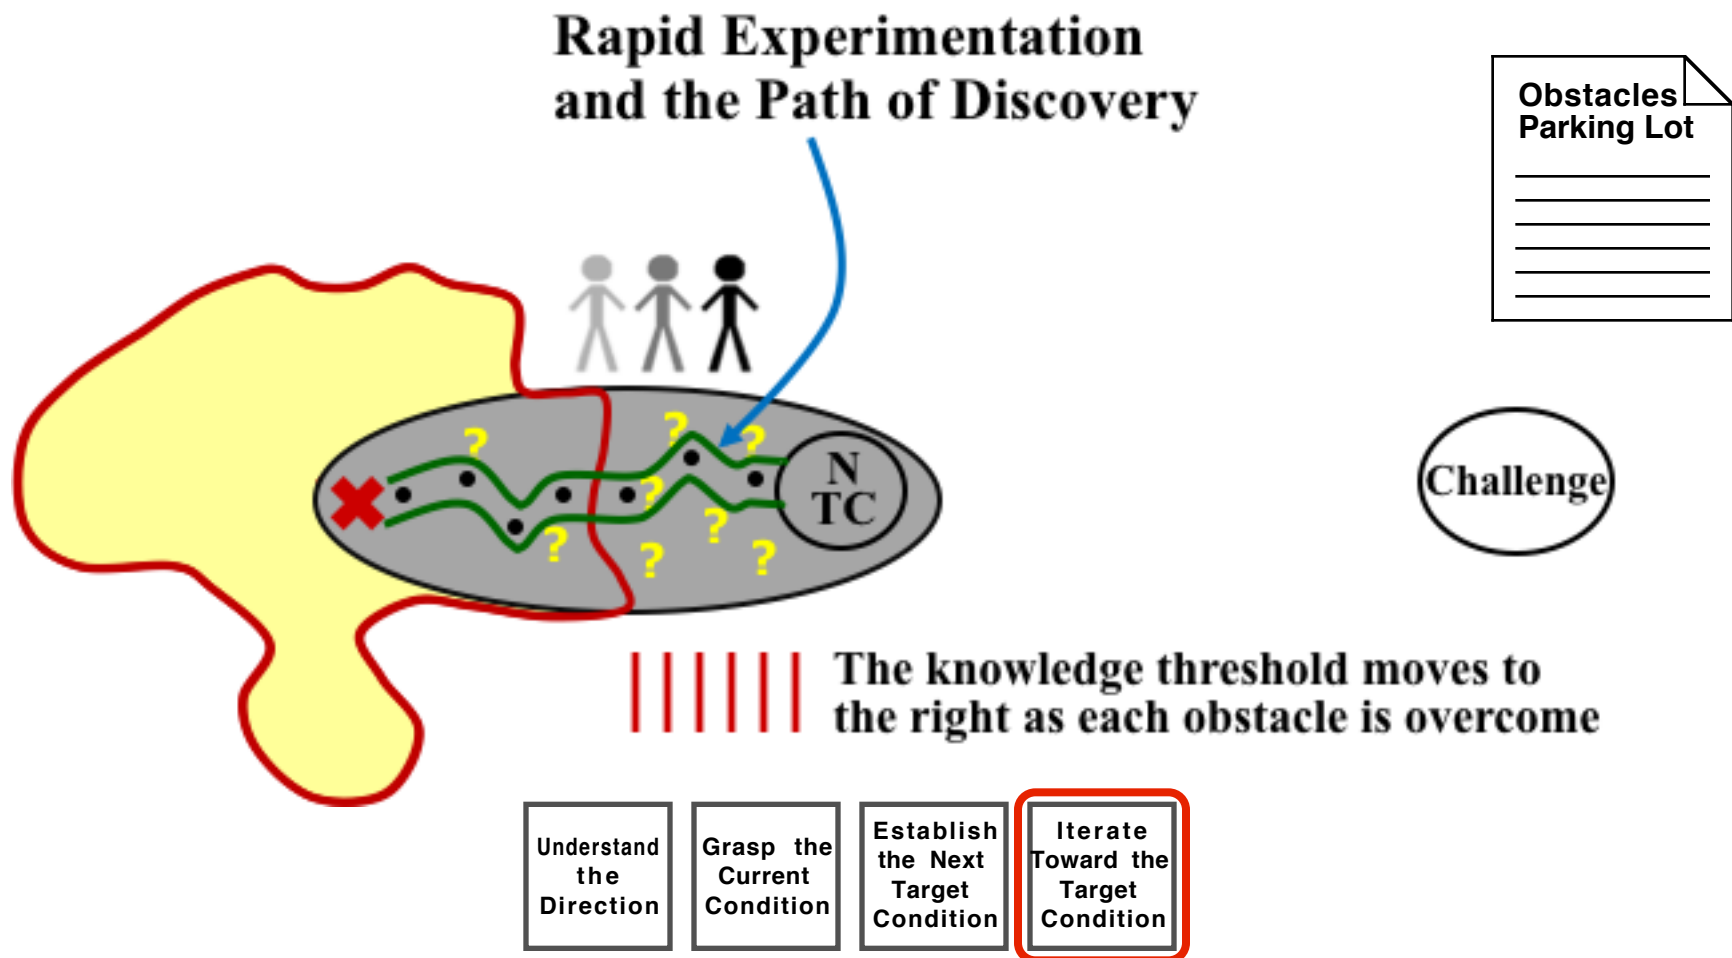 Rapid Experimentation
and the Path of Discovery
Obstacles
Parking Lot
?
?
?
?
?
?
?
?
N
TC
Challenge
The knowledge threshold moves to
the right as each obstacle is overcome
Understand
the
Direction
Grasp the
Current
Condition
Establish
the Next
Target
Condition
Iterate
Toward the
Target
Condition